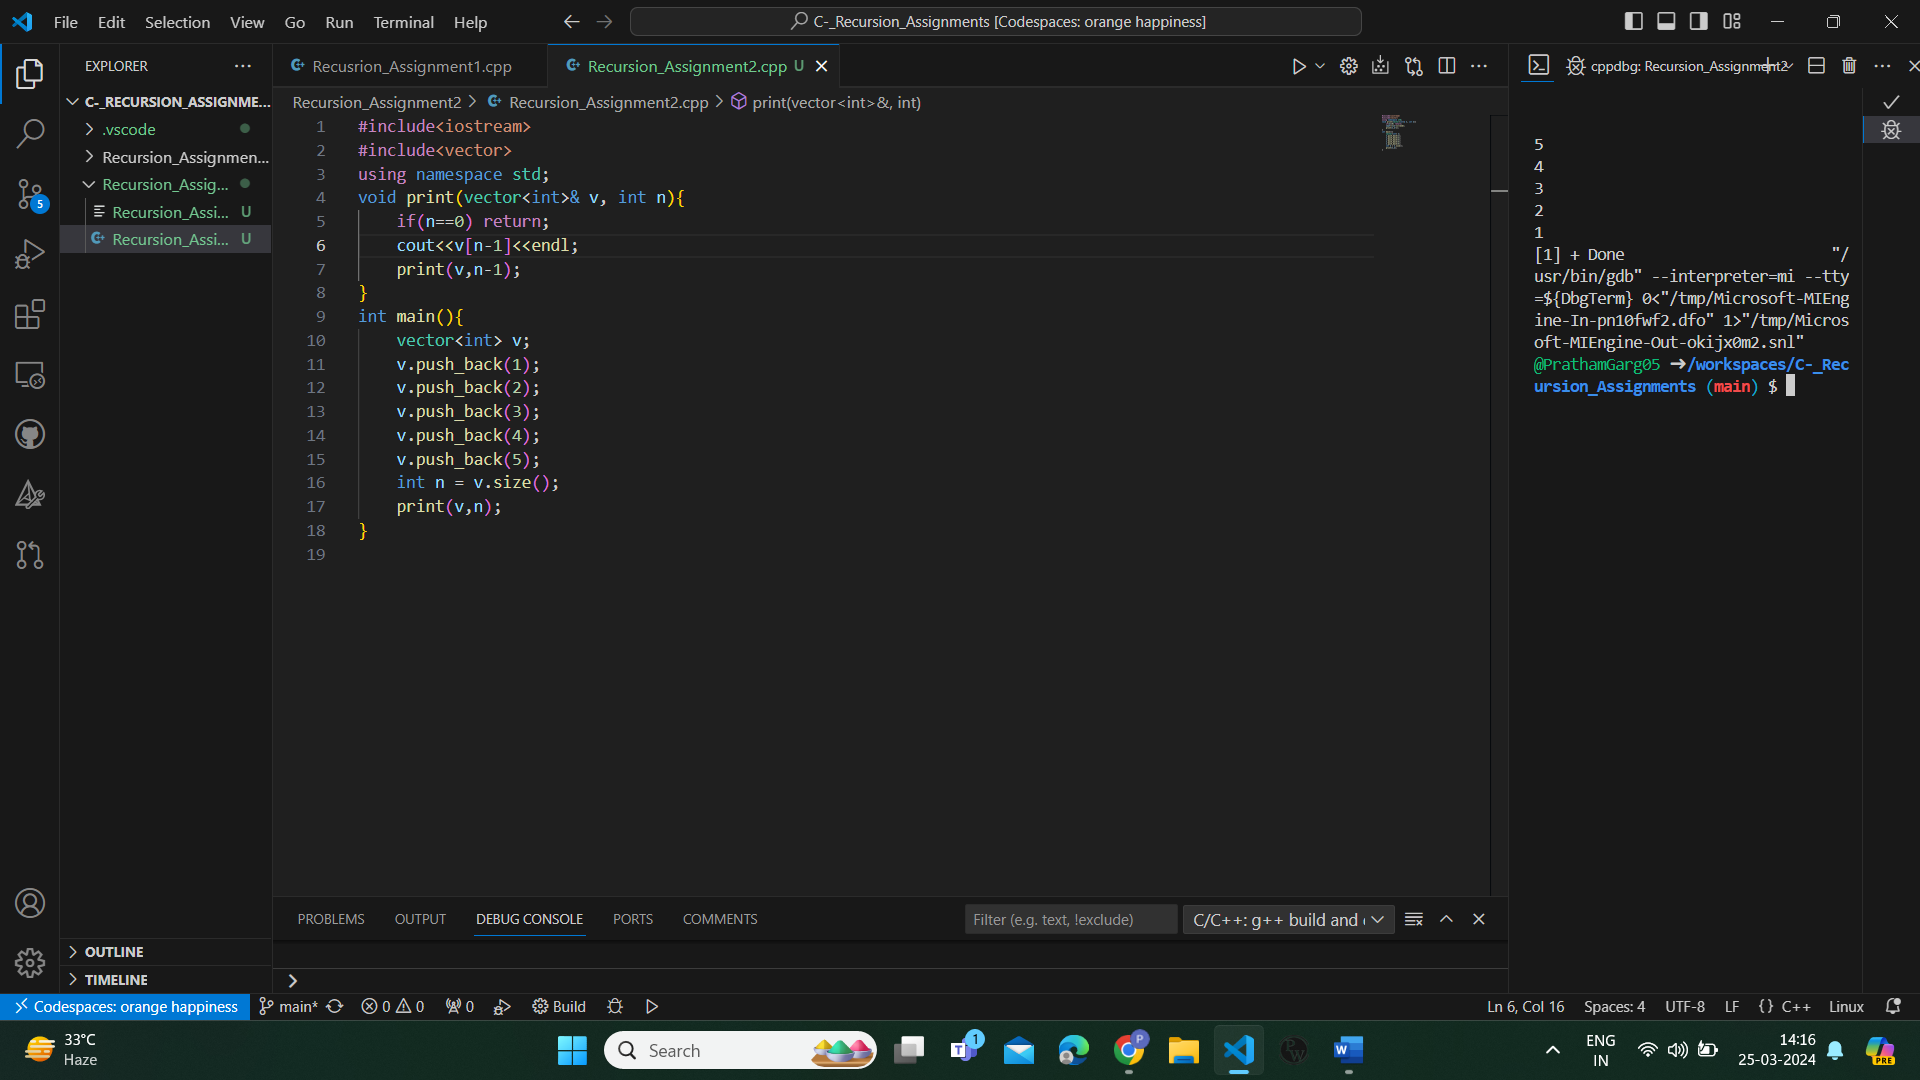 File Edit Selection View Go Run Terminal Help
C-_Recursion_Assignments [Codespaces: orange happiness]
EXPLORER
C-_RECURSION_ASSIGNME...
.vscode
Recursion_Assignmen...
Recursion_Assig...
Recursion_Assi... U
Recursion_Assi... U
OUTLINE
TIMELINE
Recusrion_Assignment1.cpp
Recursion_Assignment2.cpp U
Recursion_Assignment2 > Recursion_Assignment2.cpp > print(vector<int>&, int)
1 #include<iostream>
2 #include<vector>
3 using namespace std;
4 void print(vector<int>& v, int n){
5 if(n==0) return;
6 cout<<v[n-1]<<endl;
7 print(v,n-1);
8 }
9 int main(){
10 vector<int> v;
11 v.push_back(1);
12 v.push_back(2);
13 v.push_back(3);
14 v.push_back(4);
15 v.push_back(5);
16 int n = v.size();
17 print(v,n);
18 }
19
cppdbg: Recursion_Assignment2
5
4
3
2
1
[1] + Done "/
usr/bin/gdb" --interpreter=mi --tty
=${DbgTerm} 0<"/tmp/Microsoft-MIEng
ine-In-pn10fwf2.dfo" 1>"/tmp/Micros
oft-MIEngine-Out-okijx0m2.snl"
@PrathamGarg05 ➜/workspaces/C-_Rec
ursion_Assignments (main) $
PROBLEMS OUTPUT DEBUG CONSOLE PORTS COMMENTS
Filter (e.g. text, !exclude)
C/C++: g++ build and
5
Codespaces: orange happiness main* 0 0 0 Build
Ln 6, Col 16 Spaces: 4 UTF-8 LF {} C++ Linux
33°C
Haze
Search
1
P
W
PRE
ENG
IN
14:16
25-03-2024